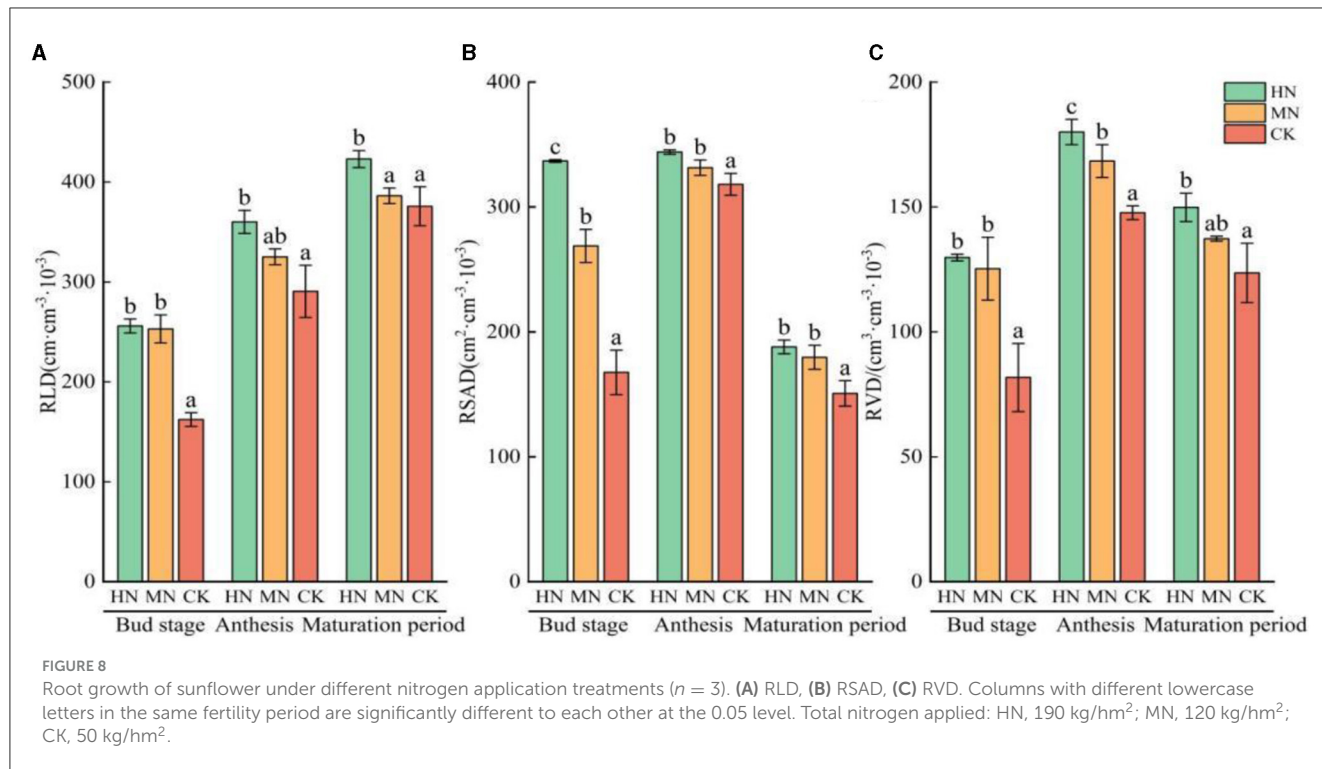 A
B
C
500
400
300
200
100
0
RLD(cm·cm⁻³·10⁻³)
b
b
a
b
ab
a
b
a
a
HN MN CK HN MN CK HN MN CK
Bud stage Anthesis Maturation period
400
300
200
100
0
RSAD(cm²·cm⁻³·10⁻³)
c
b
a
b
b
a
b
b
a
HN MN CK HN MN CK HN MN CK
Bud stage Anthesis Maturation period
200
150
100
50
0
RVD/(cm³·cm⁻³·10⁻³)
b
b
a
c
b
a
b
ab
a
HN
MN
CK
HN MN CK HN MN CK HN MN CK
Bud stage Anthesis Maturation period
FIGURE 8
Root growth of sunflower under different nitrogen application treatments (n = 3). (A) RLD, (B) RSAD, (C) RVD. Columns with different lowercase
letters in the same fertility period are significantly different to each other at the 0.05 level. Total nitrogen applied: HN, 190 kg/hm²; MN, 120 kg/hm²;
CK, 50 kg/hm².